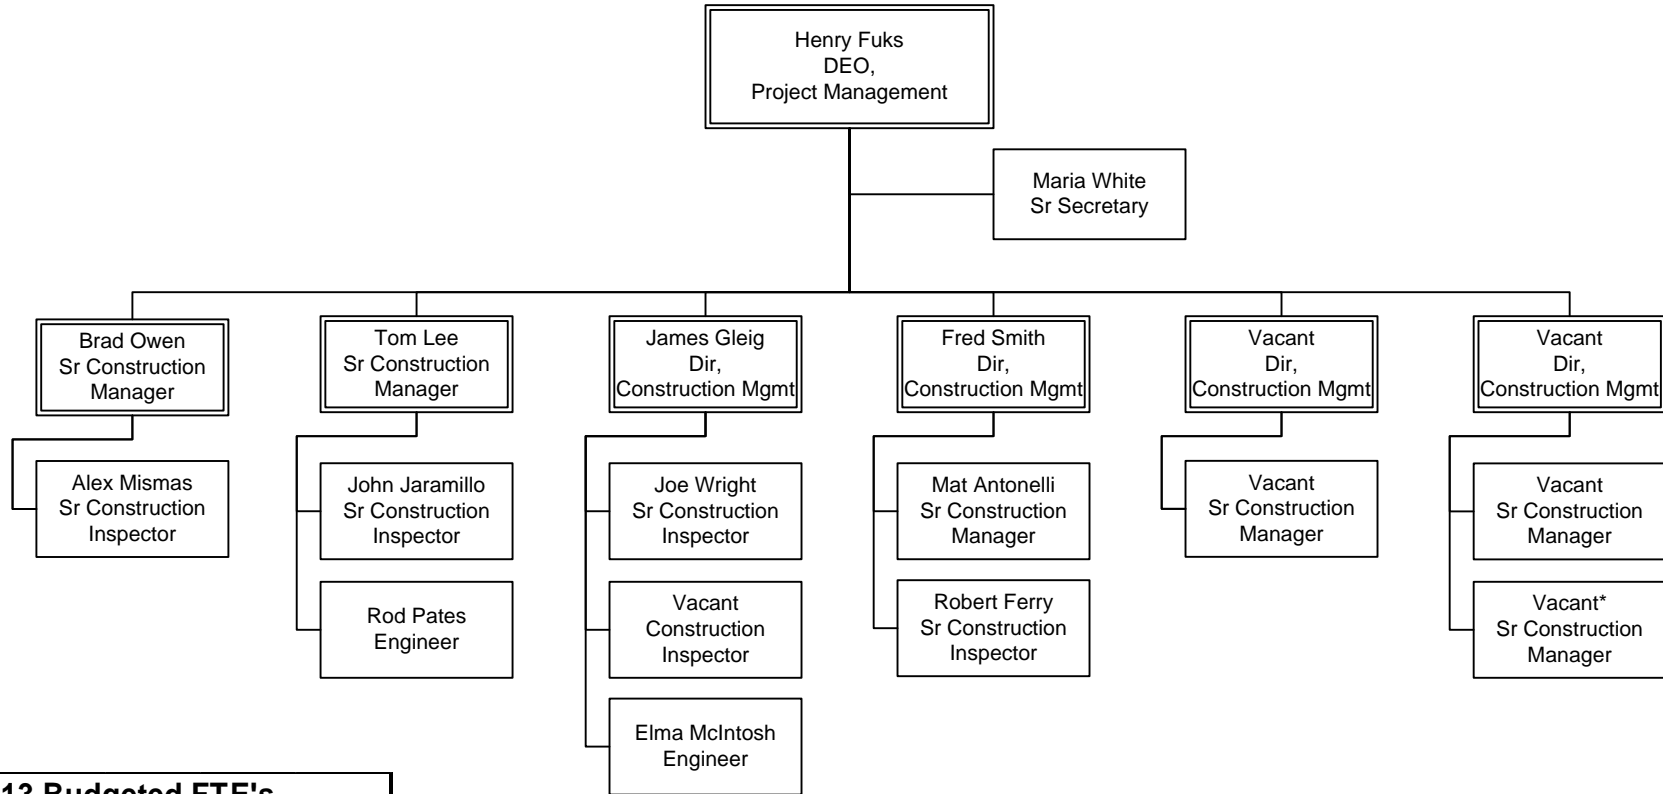 Henry Fuks
DEO,
Project Management
Maria White
Sr Secretary
Brad Owen
Sr Construction
Manager
Tom Lee
Sr Construction
Manager
James Gleig
Dir,
Construction Mgmt
Fred Smith
Dir,
Construction Mgmt
Vacant
Dir,
Construction Mgmt
Vacant
Dir,
Construction Mgmt
Alex Mismas
Sr Construction
Inspector
John Jaramillo
Sr Construction
Inspector
Joe Wright
Sr Construction
Inspector
Mat Antonelli
Sr Construction
Manager
Vacant
Sr Construction
Manager
Vacant
Sr Construction
Manager
Rod Pates
Engineer
Vacant
Construction
Inspector
Robert Ferry
Sr Construction
Inspector
Vacant*
Sr Construction
Manager
Elma McIntosh
Engineer
Budgeted FTE's